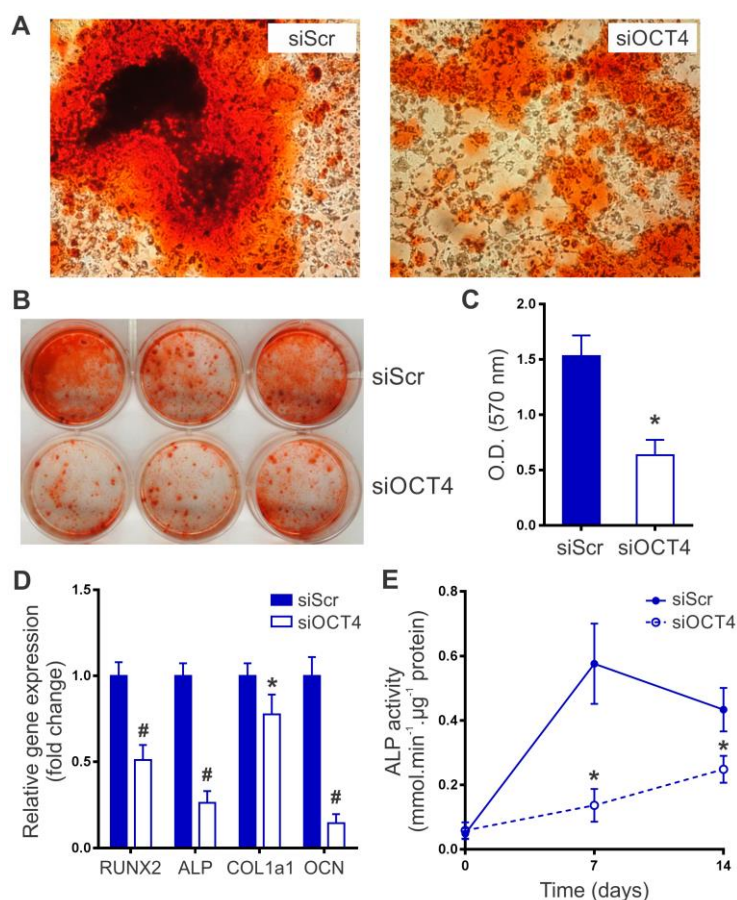 A
siScr
siOCT4
B
siScr
siOCT4
C
O.D. (570 nm)
2.0
1.5
1.0
0.5
0.0
*
siScr siOCT4
D
Relative gene expression
(fold change)
1.5
1.0
0.5
0.0
siScr
siOCT4
#
#
*
#
RUNX2 ALP COL1a1 OCN
E
ALP activity
(mmol.min⁻¹.µg⁻¹ protein)
0.8
0.6
0.4
0.2
0.0
siScr
siOCT4
*
*
0 7 14
Time (days)